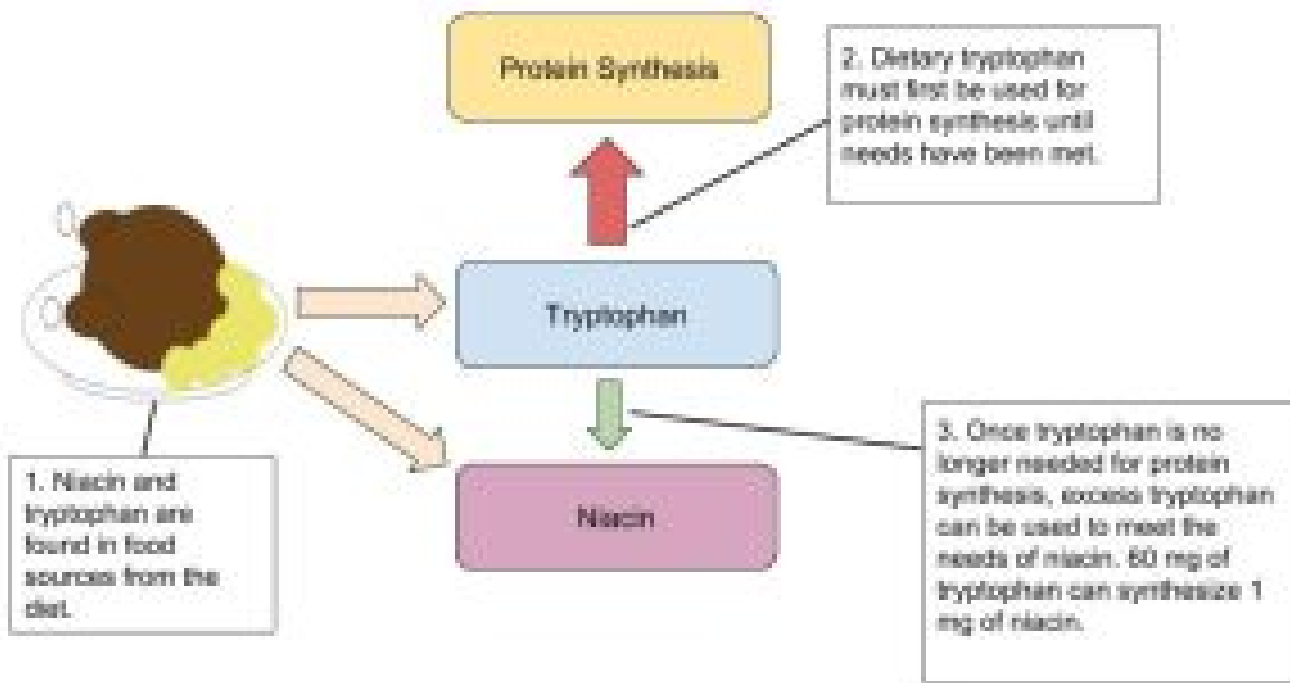 Protein Synthesis
2. Dietary tryptophan
must first be used for
protein synthesis until
needs have been met.
Tryptophan
Niacin
1. Niacin and
tryptophan are
found in food
sources from the
diet.
3. Once tryptophan is no
longer needed for protein
synthesis, excess tryptophan
can be used to meet the
needs of niacin. 60 mg of
tryptophan can synthesize 1
mg of niacin.